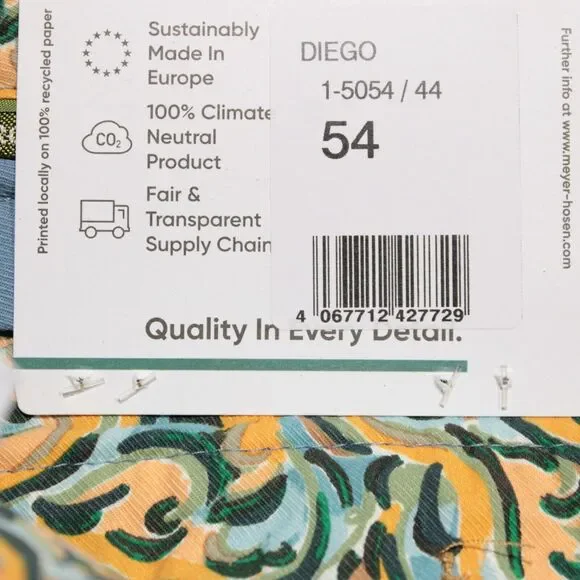 Printed locally on 100% recycled paper
Sustainably
Made In
Europe
CO2
100% Climate
Neutral
Product
Fair &
Transparent
Supply Chain
Quality In Every Detail.
DIEGO
1-5054 / 44
54
4 067712 427729
Further info at www.meyer-hosen.com